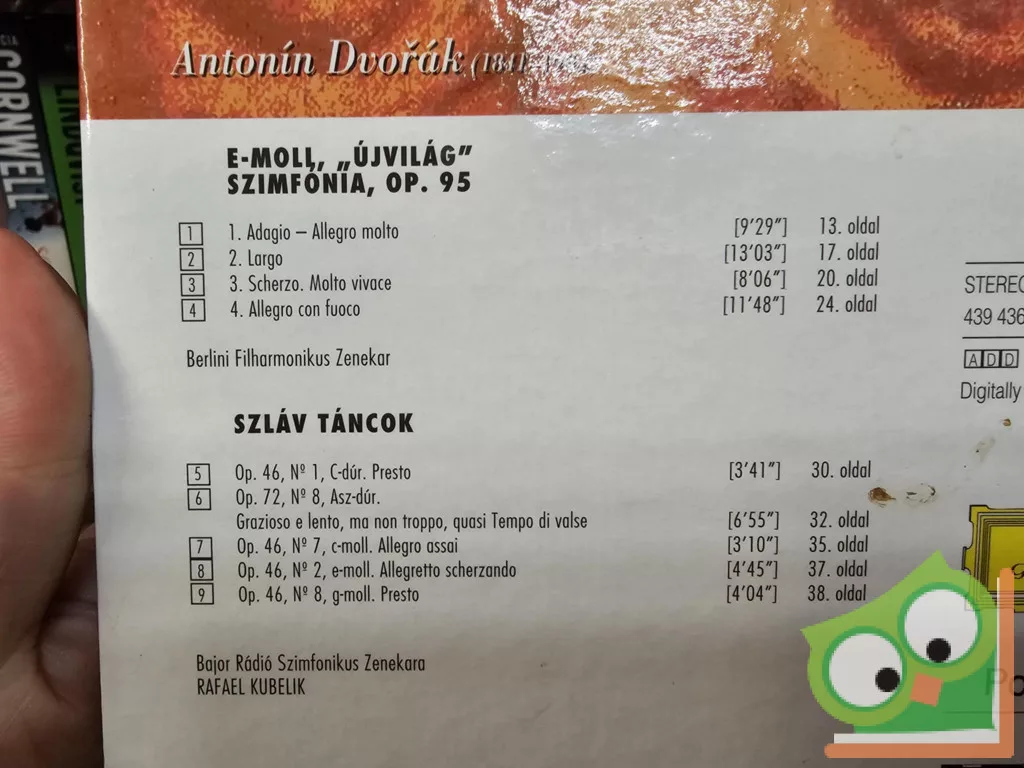 CORNWELL
Antonín Dvořák
E-MOLL, „ÚJVILÁG”
SZIMFÓNIA, OP. 95
1 1. Adagio – Allegro molto [9’29”] 13. oldal
2 2. Largo [13’03”] 17. oldal
3 3. Scherzo. Molto vivace [8’06”] 20. oldal
4 4. Allegro con fuoco [11’48”] 24. oldal
STEREO
439 436
ADD
Digitally
Berlini Filharmonikus Zenekar
SZLÁV TÁNCOK
5 Op. 46, Nº 1, C-dúr. Presto [3’41”] 30. oldal
6 Op. 72, Nº 8, Asz-dúr.
Grazioso e lento, ma non troppo, quasi Tempo di valse [6’55”] 32. oldal
7 Op. 46, Nº 7, c-moll. Allegro assai [3’10”] 35. oldal
8 Op. 46, Nº 2, e-moll. Allegretto scherzando [4’45”] 37. oldal
9 Op. 46, Nº 8, g-moll. Presto [4’04”] 38. oldal
Bajor Rádió Szimfonikus Zenekara
RAFAEL KUBELIK